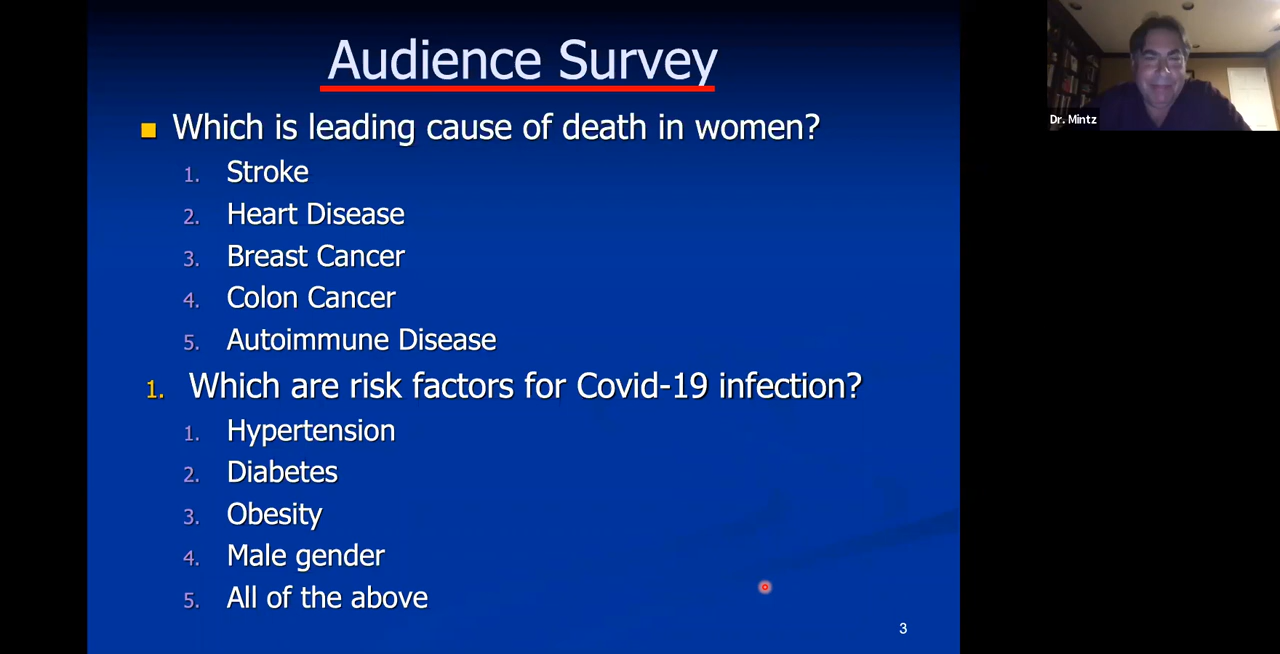 Audience Survey
Which is leading cause of death in women?
1. Stroke
2. Heart Disease
3. Breast Cancer
4. Colon Cancer
5. Autoimmune Disease
1. Which are risk factors for Covid-19 infection?
1. Hypertension
2. Diabetes
3. Obesity
4. Male gender
5. All of the above
3
Dr. Mintz